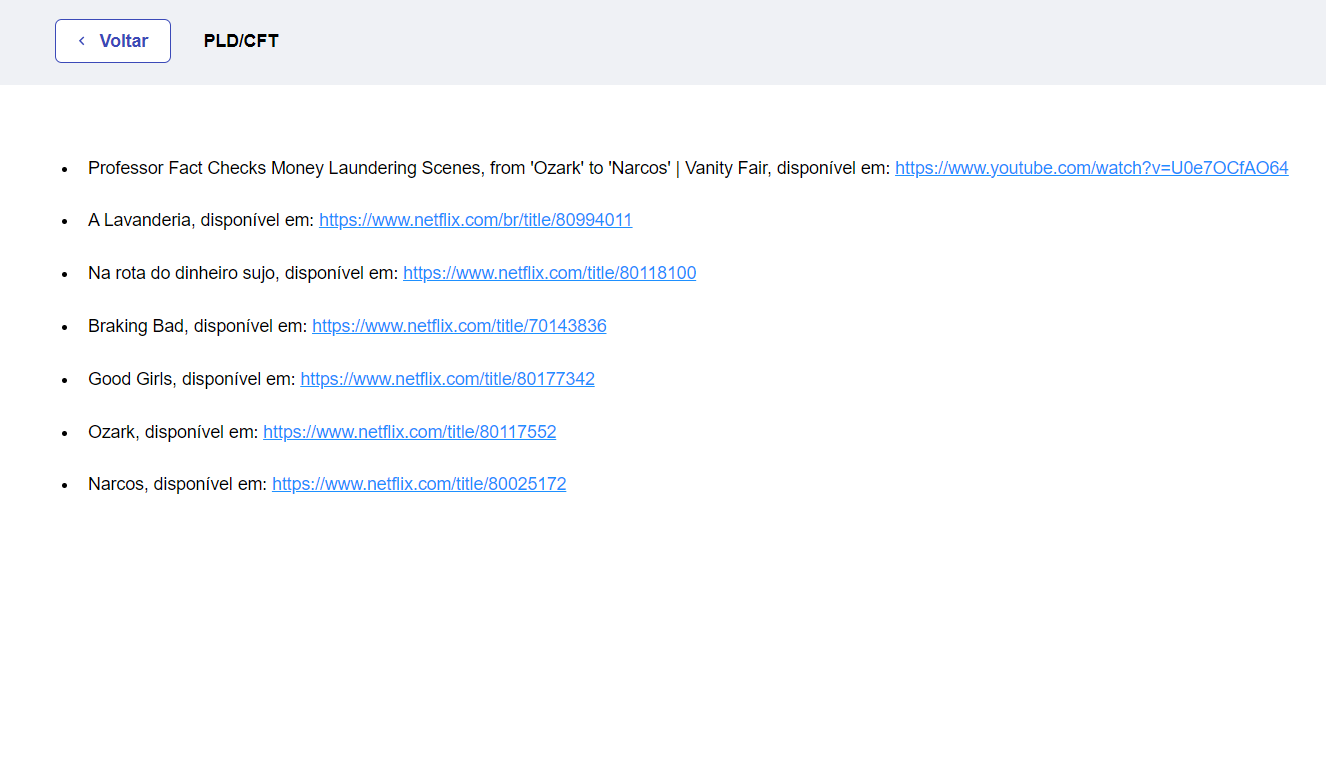 Voltar PLD/CFT
Professor Fact Checks Money Laundering Scenes, from 'Ozark' to 'Narcos' | Vanity Fair, disponível em: https://www.youtube.com/watch?v=U0e7OCfAO64
A Lavanderia, disponível em: https://www.netflix.com/br/title/80994011
Na rota do dinheiro sujo, disponível em: https://www.netflix.com/title/80118100
Braking Bad, disponível em: https://www.netflix.com/title/70143836
Good Girls, disponível em: https://www.netflix.com/title/80177342
Ozark, disponível em: https://www.netflix.com/title/80117552
Narcos, disponível em: https://www.netflix.com/title/80025172